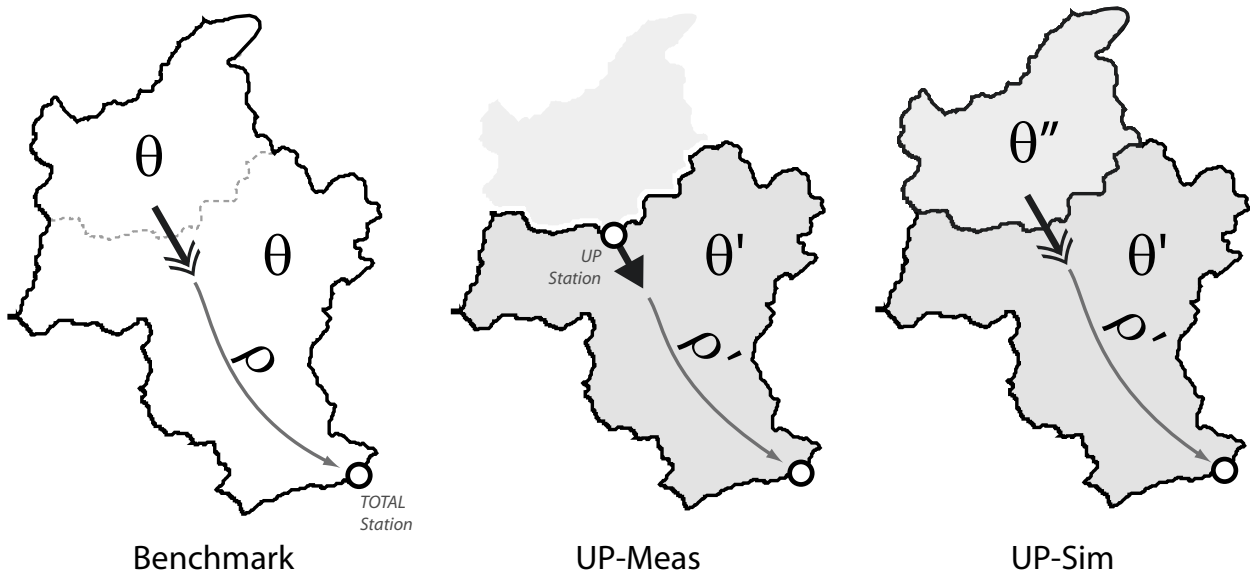 θ
θ
ρ
TOTAL
Station
Benchmark
UP
Station
θ'
ρ'
UP-Meas
θ″
θ'
ρ'
UP-Sim